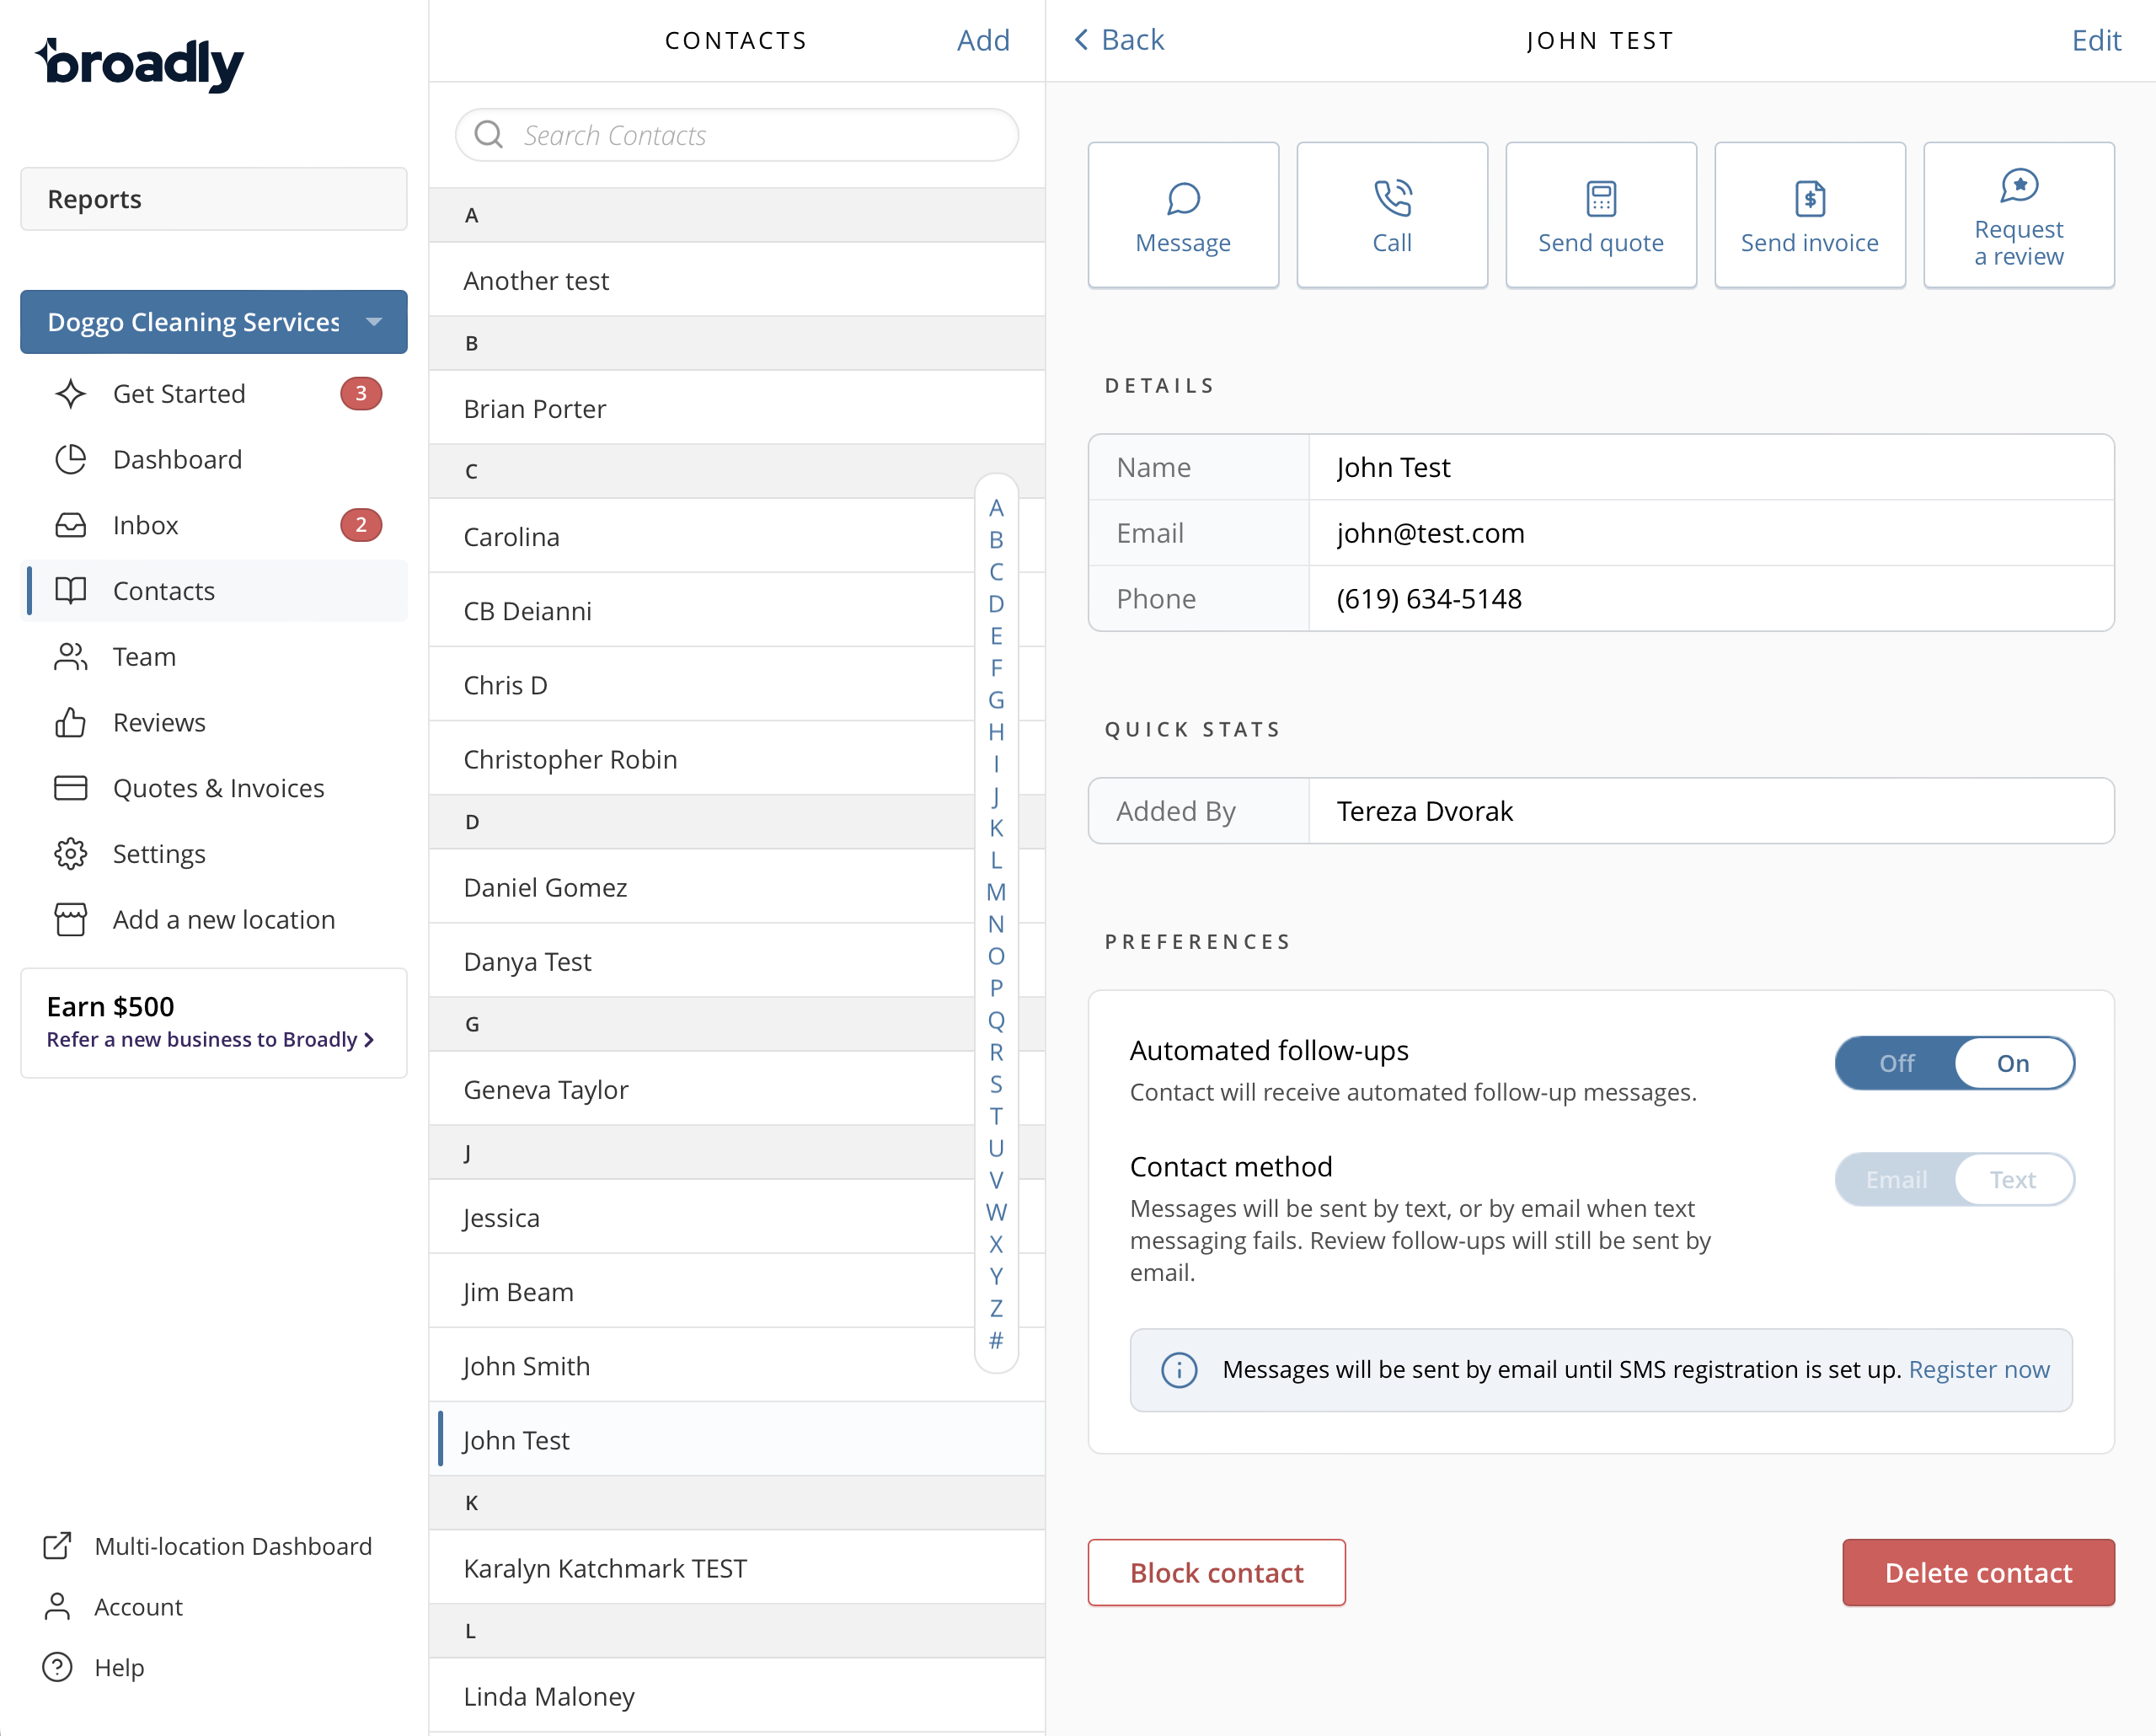 broadly
Reports
Doggo Cleaning Services
Get Started 3
Dashboard
Inbox 2
Contacts
Team
Reviews
Quotes & Invoices
Settings
Add a new location
Earn $500
Refer a new business to Broadly
Multi-location Dashboard
Account
Help
CONTACTS Add
Search Contacts
A
Another test
B
Brian Porter
C
Carolina
CB Deianni
Chris D
Christopher Robin
D
Daniel Gomez
Danya Test
G
Geneva Taylor
J
Jessica
Jim Beam
John Smith
John Test
K
Karalyn Katchmark TEST
L
Linda Maloney
A
B
C
D
E
F
G
H
I
J
K
L
M
N
O
P
Q
R
S
T
U
V
W
X
Y
Z
#
Back JOHN TEST Edit
Message
Call
Send quote
Send invoice
Request
a review
DETAILS
Name John Test
Email john@test.com
Phone (619) 634-5148
QUICK STATS
Added By Tereza Dvorak
PREFERENCES
Automated follow-ups
Contact will receive automated follow-up messages.
Off On
Contact method
Messages will be sent by text, or by email when text
messaging fails. Review follow-ups will still be sent by
email.
Email Text
Messages will be sent by email until SMS registration is set up. Register now
Block contact
Delete contact